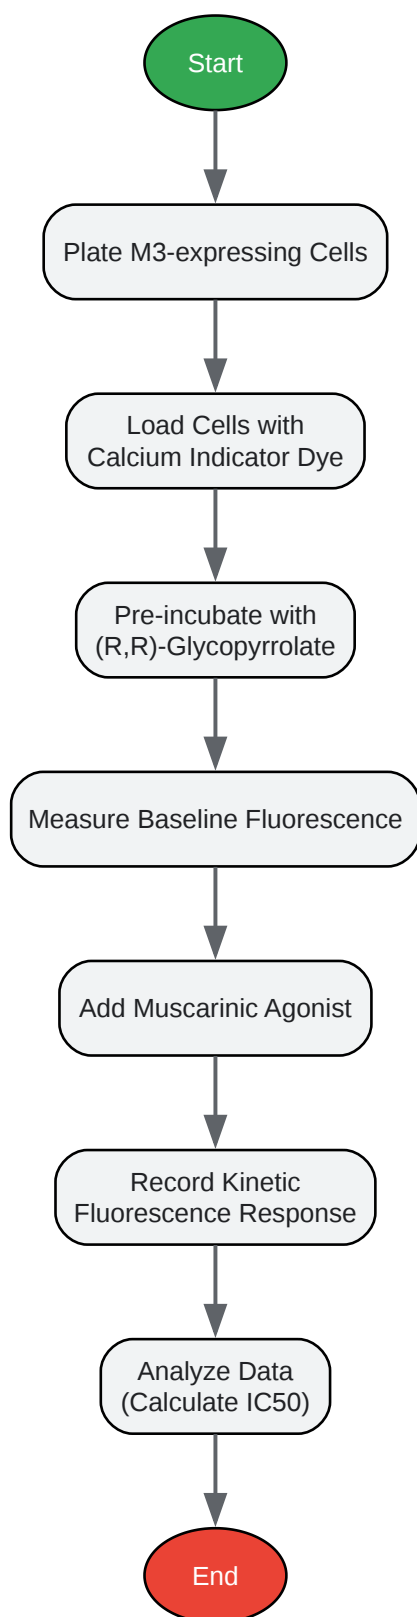 Start
Plate M3-expressing Cells
Load Cells with
Calcium Indicator Dye
Pre-incubate with
(R,R)-Glycopyrrolate
Measure Baseline Fluorescence
Add Muscarinic Agonist
Record Kinetic
Fluorescence Response
Analyze Data
(Calculate IC50)
End